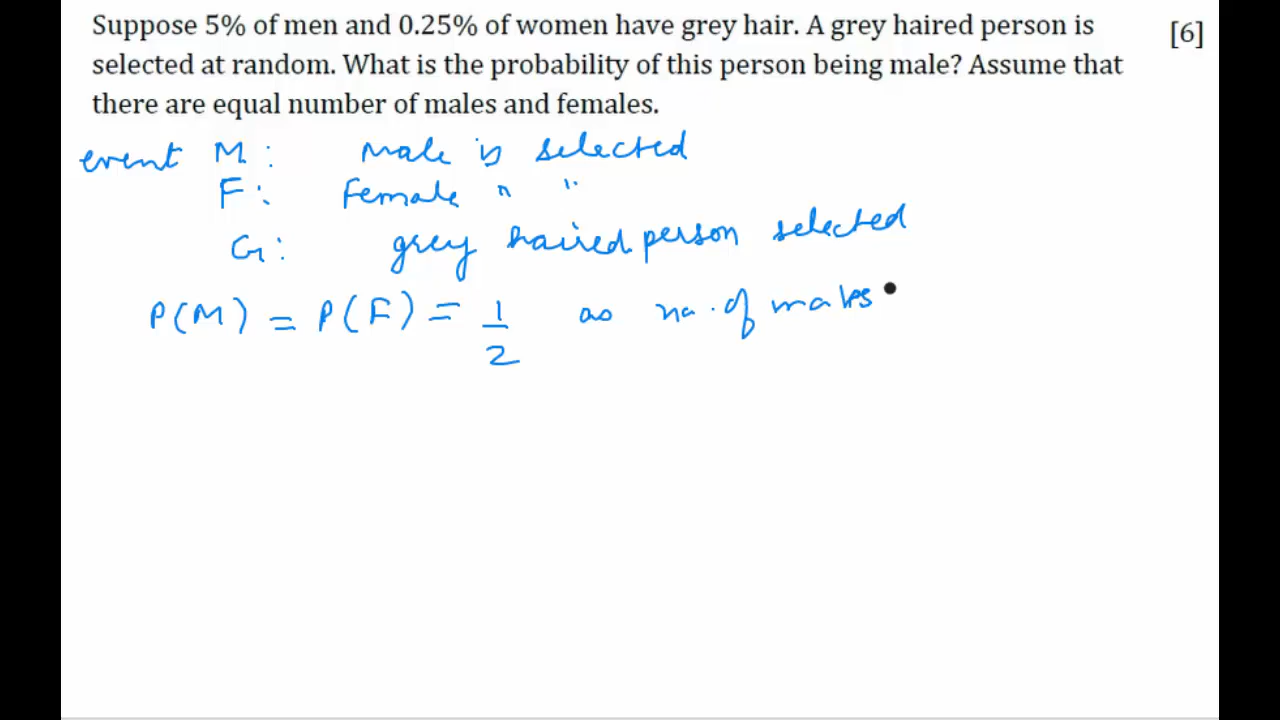 Suppose 5% of men and 0.25% of women have grey hair. A grey haired person is [6]
selected at random. What is the probability of this person being male? Assume that
there are equal number of males and females.
event M : Male is selected
F : Female " "
G : grey haired person selected
P(M) = P(F) = 1/2 as no. of males